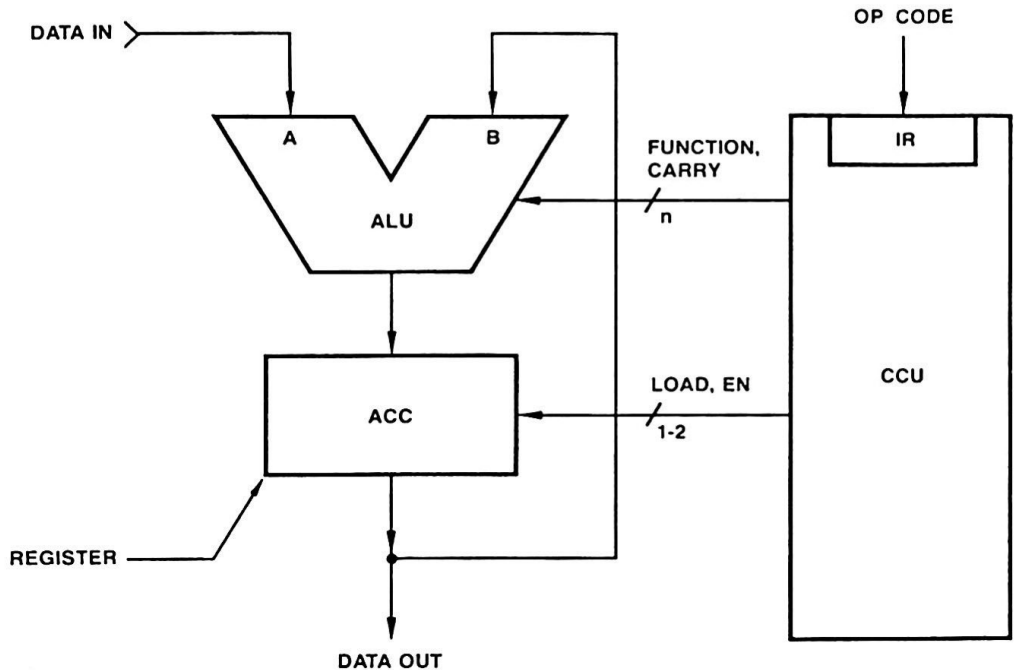 DATA IN
OP CODE
A
B
IR
FUNCTION,
CARRY
n
ALU
CCU
LOAD, EN
1-2
ACC
REGISTER
DATA OUT